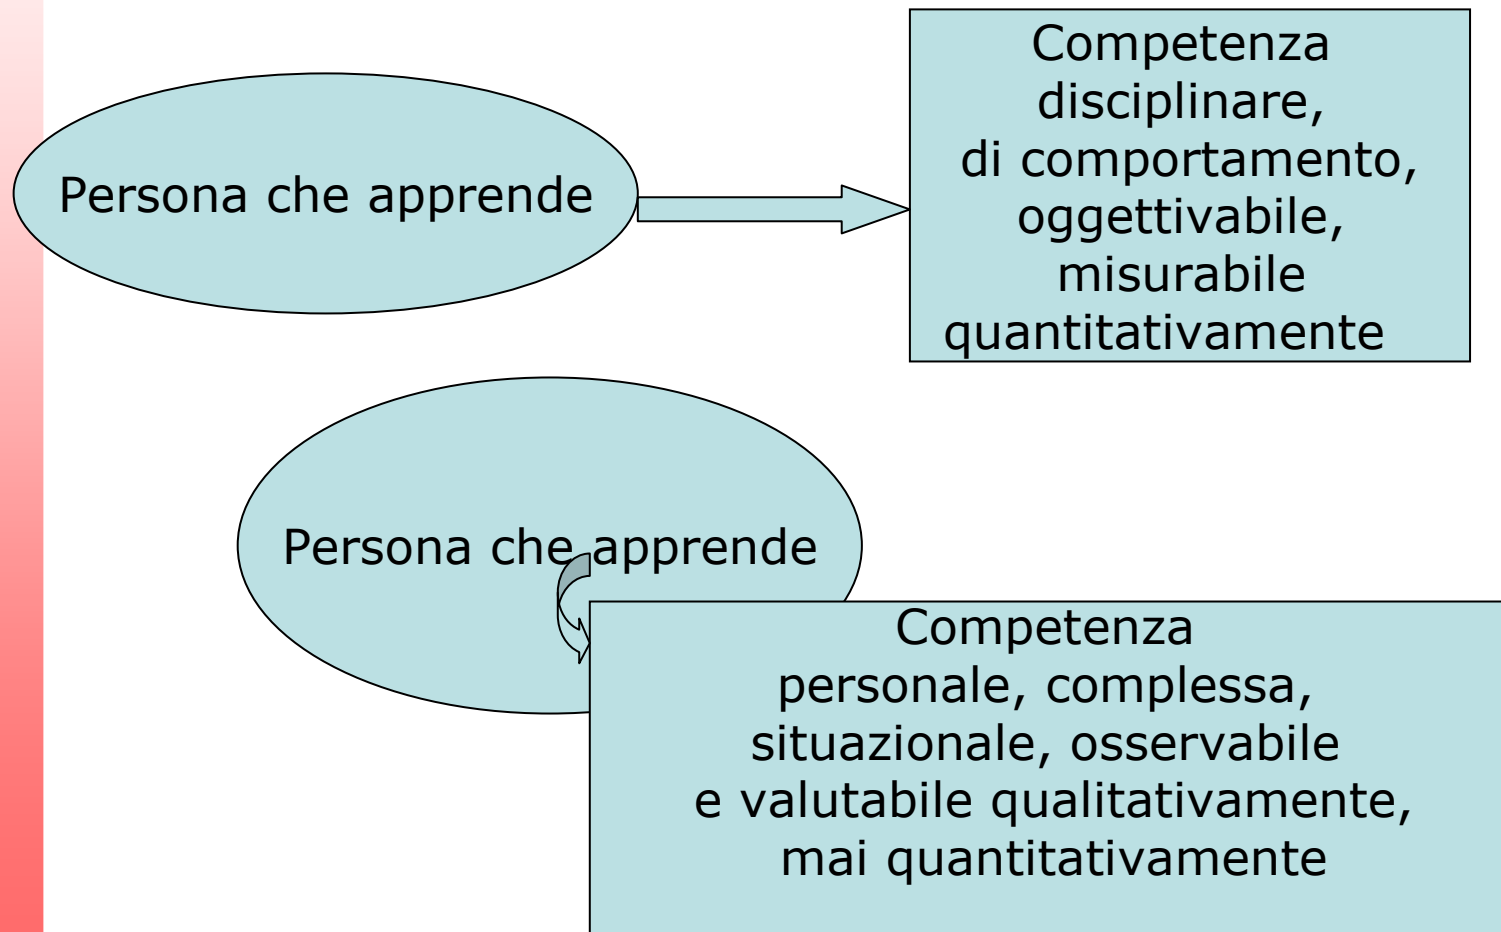 Persona che apprende
Competenza
disciplinare,
di comportamento,
oggettivabile,
misurabile
quantitativamente
Persona che apprende
Competenza
personale, complessa,
situazionale, osservabile
e valutabile qualitativamente,
mai quantitativamente